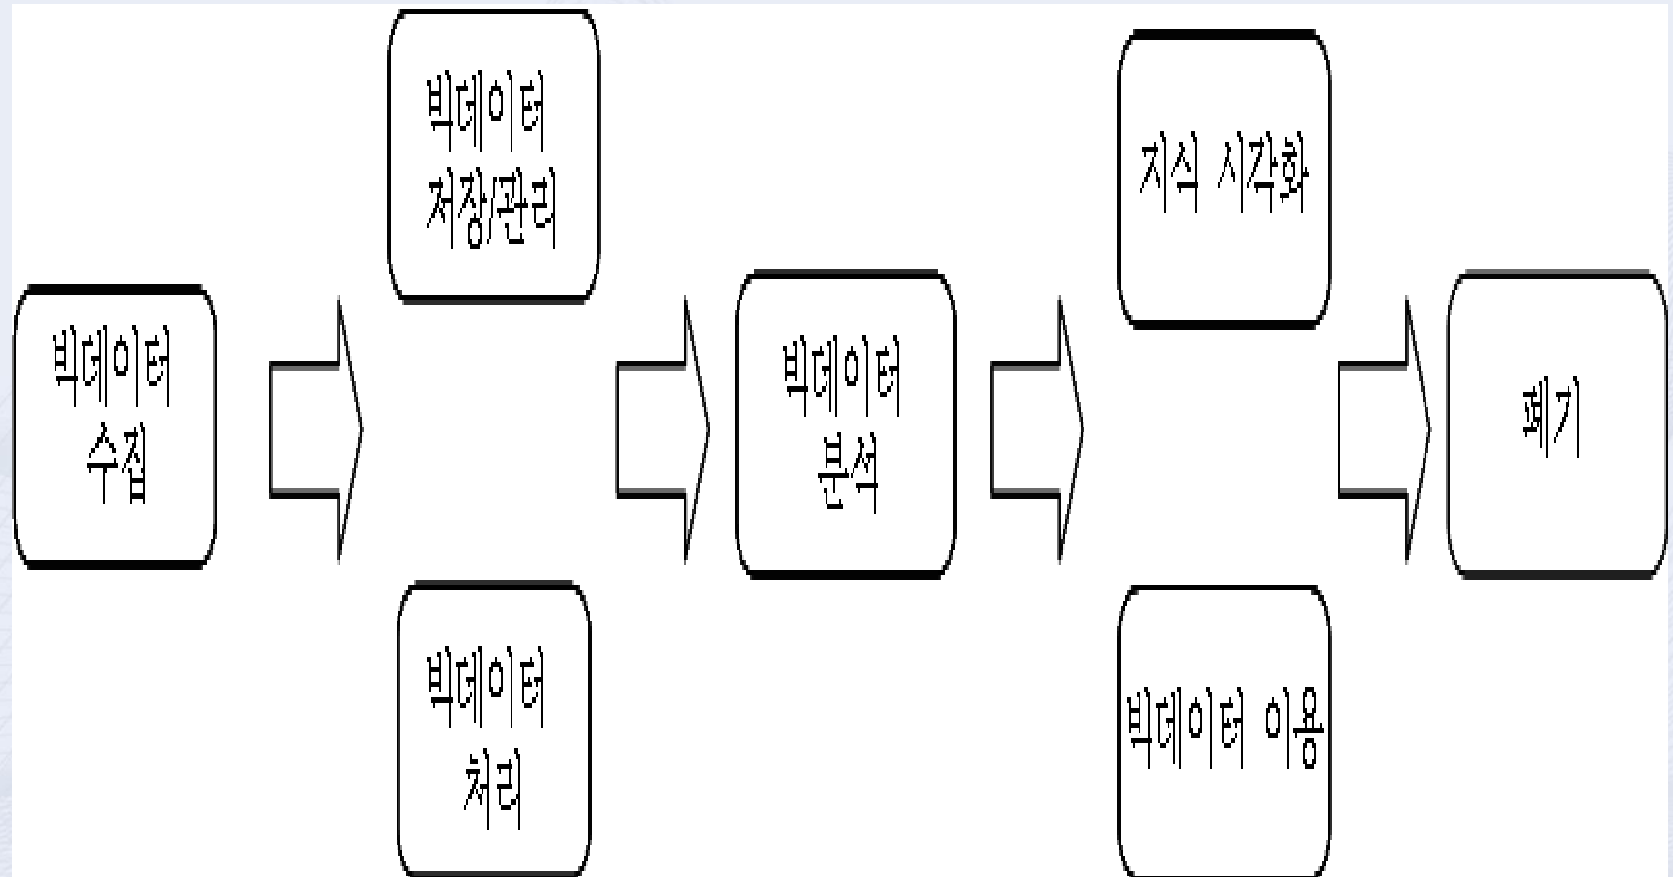 빅데이터
수집
빅데이터
저장/관리
빅데이터
처리
빅데이터
분석
지식 시각화
빅데이터 이용
폐기